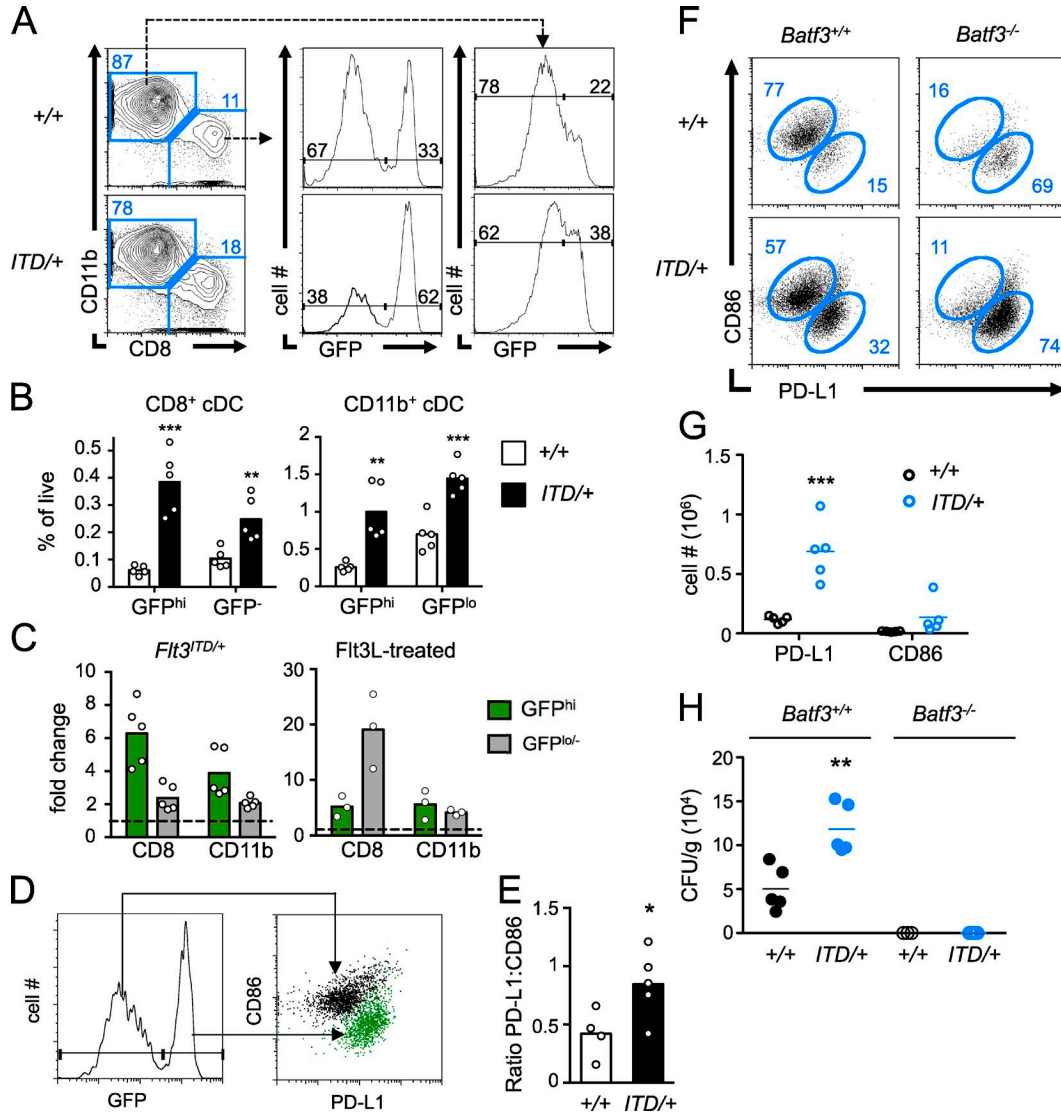 A
+/+
ITD/+
CD11b
CD8
87
11
78
18
cell #
67
33
38
62
GFP
cell #
78
22
62
38
GFP
B
CD8+ cDC
CD11b+ cDC
% of live
0.5
0.4
0.3
0.2
0.1
0
***
**
GFPhi
GFP-
2
1.5
1
0.5
0
**
***
GFPhi
GFPlo
+/+
ITD/+
C
Flt3ITD/+
Flt3L-treated
fold change
10
8
6
4
2
0
CD8
CD11b
30
20
10
0
CD8
CD11b
GFPhi
GFPlo/-
D
cell #
GFP
CD86
PD-L1
E
Ratio PD-L1:CD86
1.5
1
0.5
0
*
+/+
ITD/+
F
Batf3+/+
Batf3-/-
+/+
ITD/+
77
15
16
69
57
32
11
74
CD86
PD-L1
G
cell # (10⁶)
1.5
1
0.5
0
***
+/+
ITD/+
PD-L1
CD86
H
Batf3+/+
Batf3-/-
CFU/g (10⁴)
20
15
10
5
0
**
+/+
ITD/+
+/+
ITD/+